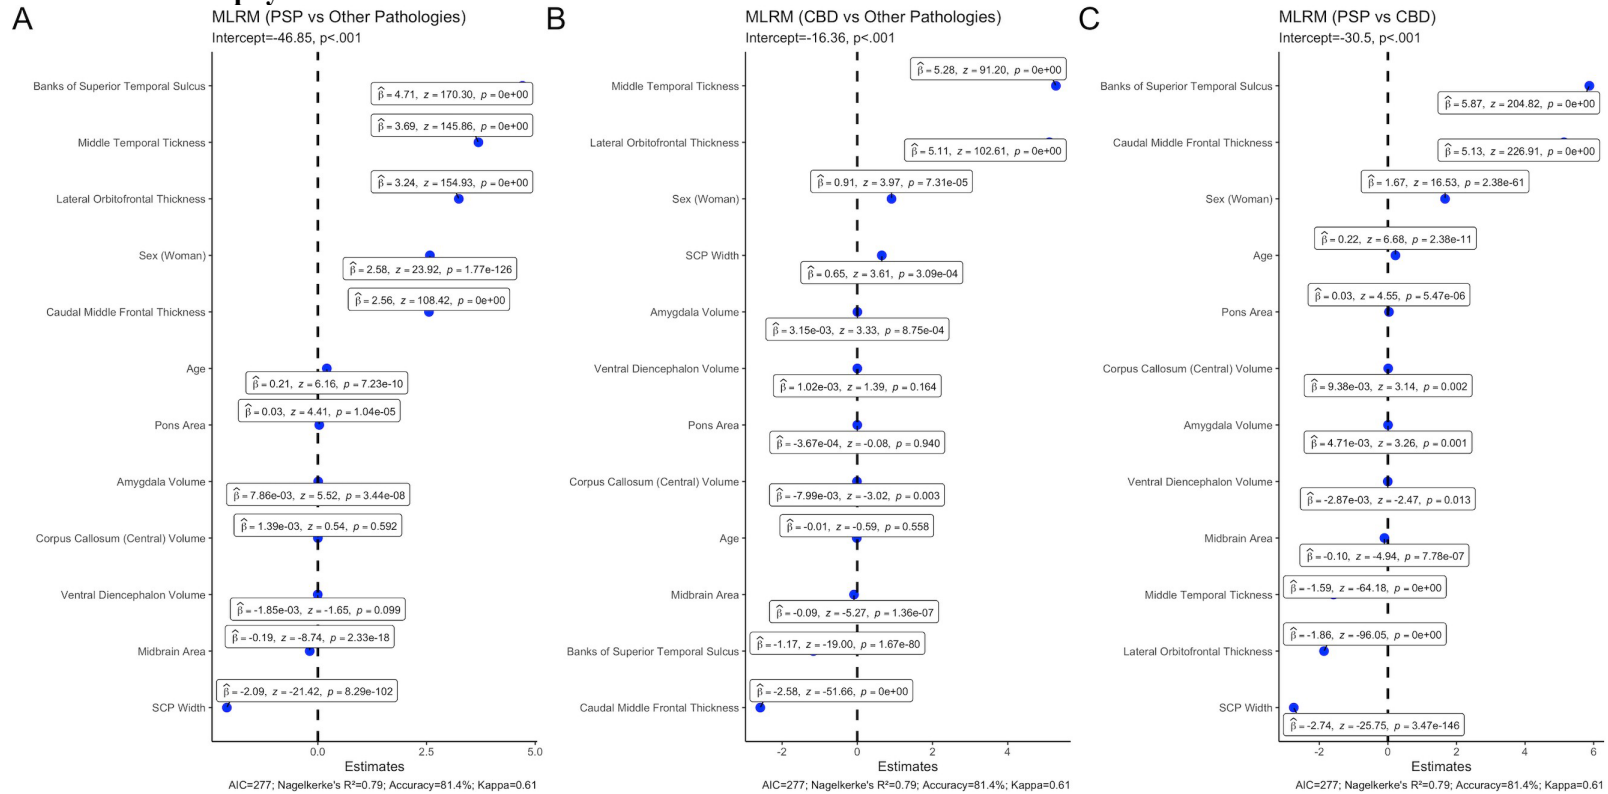 A
MLRM (PSP vs Other Pathologies)
Intercept=-46.85, p<.001
Banks of Superior Temporal Sulcus
β̂ = 4.71, z = 170.30, p = 0e+00
β̂ = 3.69, z = 145.86, p = 0e+00
Middle Temporal Tickness
β̂ = 3.24, z = 154.93, p = 0e+00
Lateral Orbitofrontal Thickness
Sex (Woman)
β̂ = 2.58, z = 23.92, p = 1.77e-126
β̂ = 2.56, z = 108.42, p = 0e+00
Caudal Middle Frontal Thickness
Age
β̂ = 0.21, z = 6.16, p = 7.23e-10
β̂ = 0.03, z = 4.41, p = 1.04e-05
Pons Area
Amygdala Volume
β̂ = 7.86e-03, z = 5.52, p = 3.44e-08
β̂ = 1.39e-03, z = 0.54, p = 0.592
Corpus Callosum (Central) Volume
Ventral Diencephalon Volume
β̂ = -1.85e-03, z = -1.65, p = 0.099
β̂ = -0.19, z = -8.74, p = 2.33e-18
Midbrain Area
β̂ = -2.09, z = -21.42, p = 8.29e-102
SCP Width
0.0 2.5 5.0
Estimates
AIC=277; Nagelkerke's R²=0.79; Accuracy=81.4%; Kappa=0.61
B
MLRM (CBD vs Other Pathologies)
Intercept=-16.36, p<.001
β̂ = 5.28, z = 91.20, p = 0e+00
Middle Temporal Tickness
Lateral Orbitofrontal Thickness
β̂ = 5.11, z = 102.61, p = 0e+00
β̂ = 0.91, z = 3.97, p = 7.31e-05
Sex (Woman)
SCP Width
β̂ = 0.65, z = 3.61, p = 3.09e-04
Amygdala Volume
β̂ = 3.15e-03, z = 3.33, p = 8.75e-04
Ventral Diencephalon Volume
β̂ = 1.02e-03, z = 1.39, p = 0.164
Pons Area
β̂ = -3.67e-04, z = -0.08, p = 0.940
Corpus Callosum (Central) Volume
β̂ = -7.99e-03, z = -3.02, p = 0.003
β̂ = -0.01, z = -0.59, p = 0.558
Age
Midbrain Area
β̂ = -0.09, z = -5.27, p = 1.36e-07
β̂ = -1.17, z = -19.00, p = 1.67e-80
Banks of Superior Temporal Sulcus
β̂ = -2.58, z = -51.66, p = 0e+00
Caudal Middle Frontal Thickness
-2 0 2 4
Estimates
AIC=277; Nagelkerke's R²=0.79; Accuracy=81.4%; Kappa=0.61
C
MLRM (PSP vs CBD)
Intercept=-30.5, p<.001
Banks of Superior Temporal Sulcus
β̂ = 5.87, z = 204.82, p = 0e+00
Caudal Middle Frontal Thickness
β̂ = 5.13, z = 226.91, p = 0e+00
β̂ = 1.67, z = 16.53, p = 2.38e-61
Sex (Woman)
β̂ = 0.22, z = 6.68, p = 2.38e-11
Age
β̂ = 0.03, z = 4.55, p = 5.47e-06
Pons Area
Corpus Callosum (Central) Volume
β̂ = 9.38e-03, z = 3.14, p = 0.002
Amygdala Volume
β̂ = 4.71e-03, z = 3.26, p = 0.001
Ventral Diencephalon Volume
β̂ = -2.87e-03, z = -2.47, p = 0.013
Midbrain Area
β̂ = -0.10, z = -4.94, p = 7.78e-07
β̂ = -1.59, z = -64.18, p = 0e+00
Middle Temporal Tickness
β̂ = -1.86, z = -96.05, p = 0e+00
Lateral Orbitofrontal Thickness
SCP Width
β̂ = -2.74, z = -25.75, p = 3.47e-146
-2 0 2 4 6
Estimates
AIC=277; Nagelkerke's R²=0.79; Accuracy=81.4%; Kappa=0.61